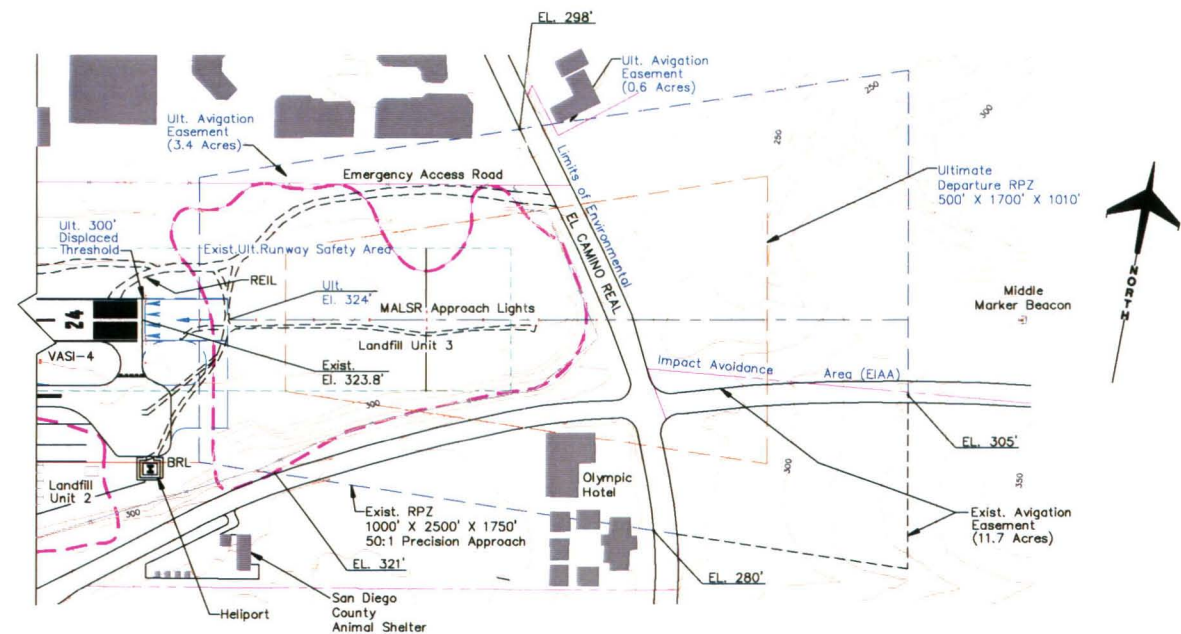 EL. 298'
Ult. Avigation
Easement
(0.6 Acres)
250
300
Ult. Avigation
Easement
(3.4 Acres)
250
Limits of Environmental
Emergency Access Road
Ultimate
Departure RPZ
500' X 1700' X 1010'
EL CAMINO REAL
Ult. 300'
Displaced
Threshold
Exist.Ult.Runway Safety Area
REIL
Ult.
El. 324'
MALSR Approach Lights
Middle
Marker Beacon
NORTH
24
VASI-4
Landfill Unit 3
Exist.
El. 323.8'
Impact Avoidance
Area (EIAA)
300
EL. 305'
BRL
Landfill
Unit 2
300
Olympic
Hotel
300
350
Exist. RPZ
1000' X 2500' X 1750'
50:1 Precision Approach
Exist. Avigation
Easement
(11.7 Acres)
EL. 321'
EL. 280'
Heliport
San Diego
County
Animal Shelter